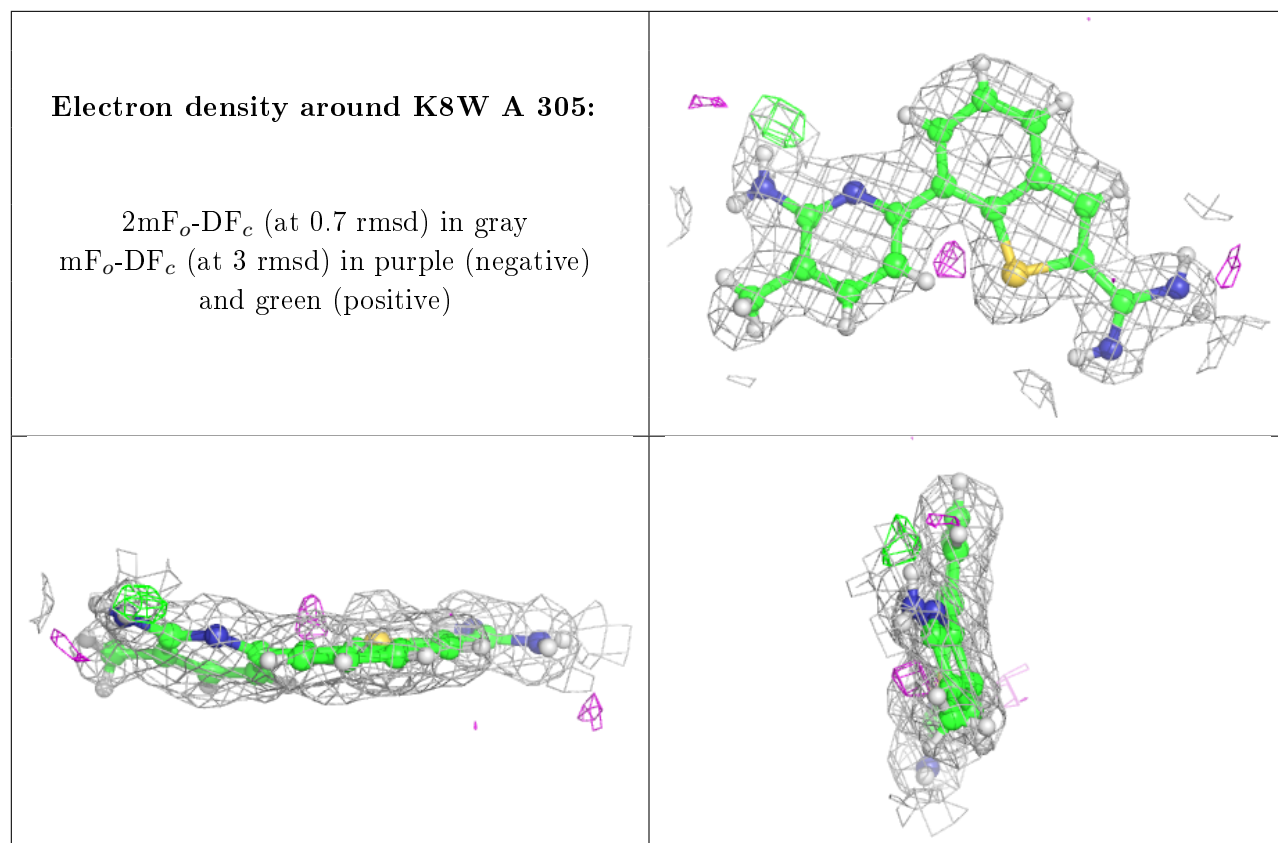 Electron density around K8W A 305:
2mFo-DFc (at 0.7 rmsd) in gray
mFo-DFc (at 3 rmsd) in purple (negative)
and green (positive)